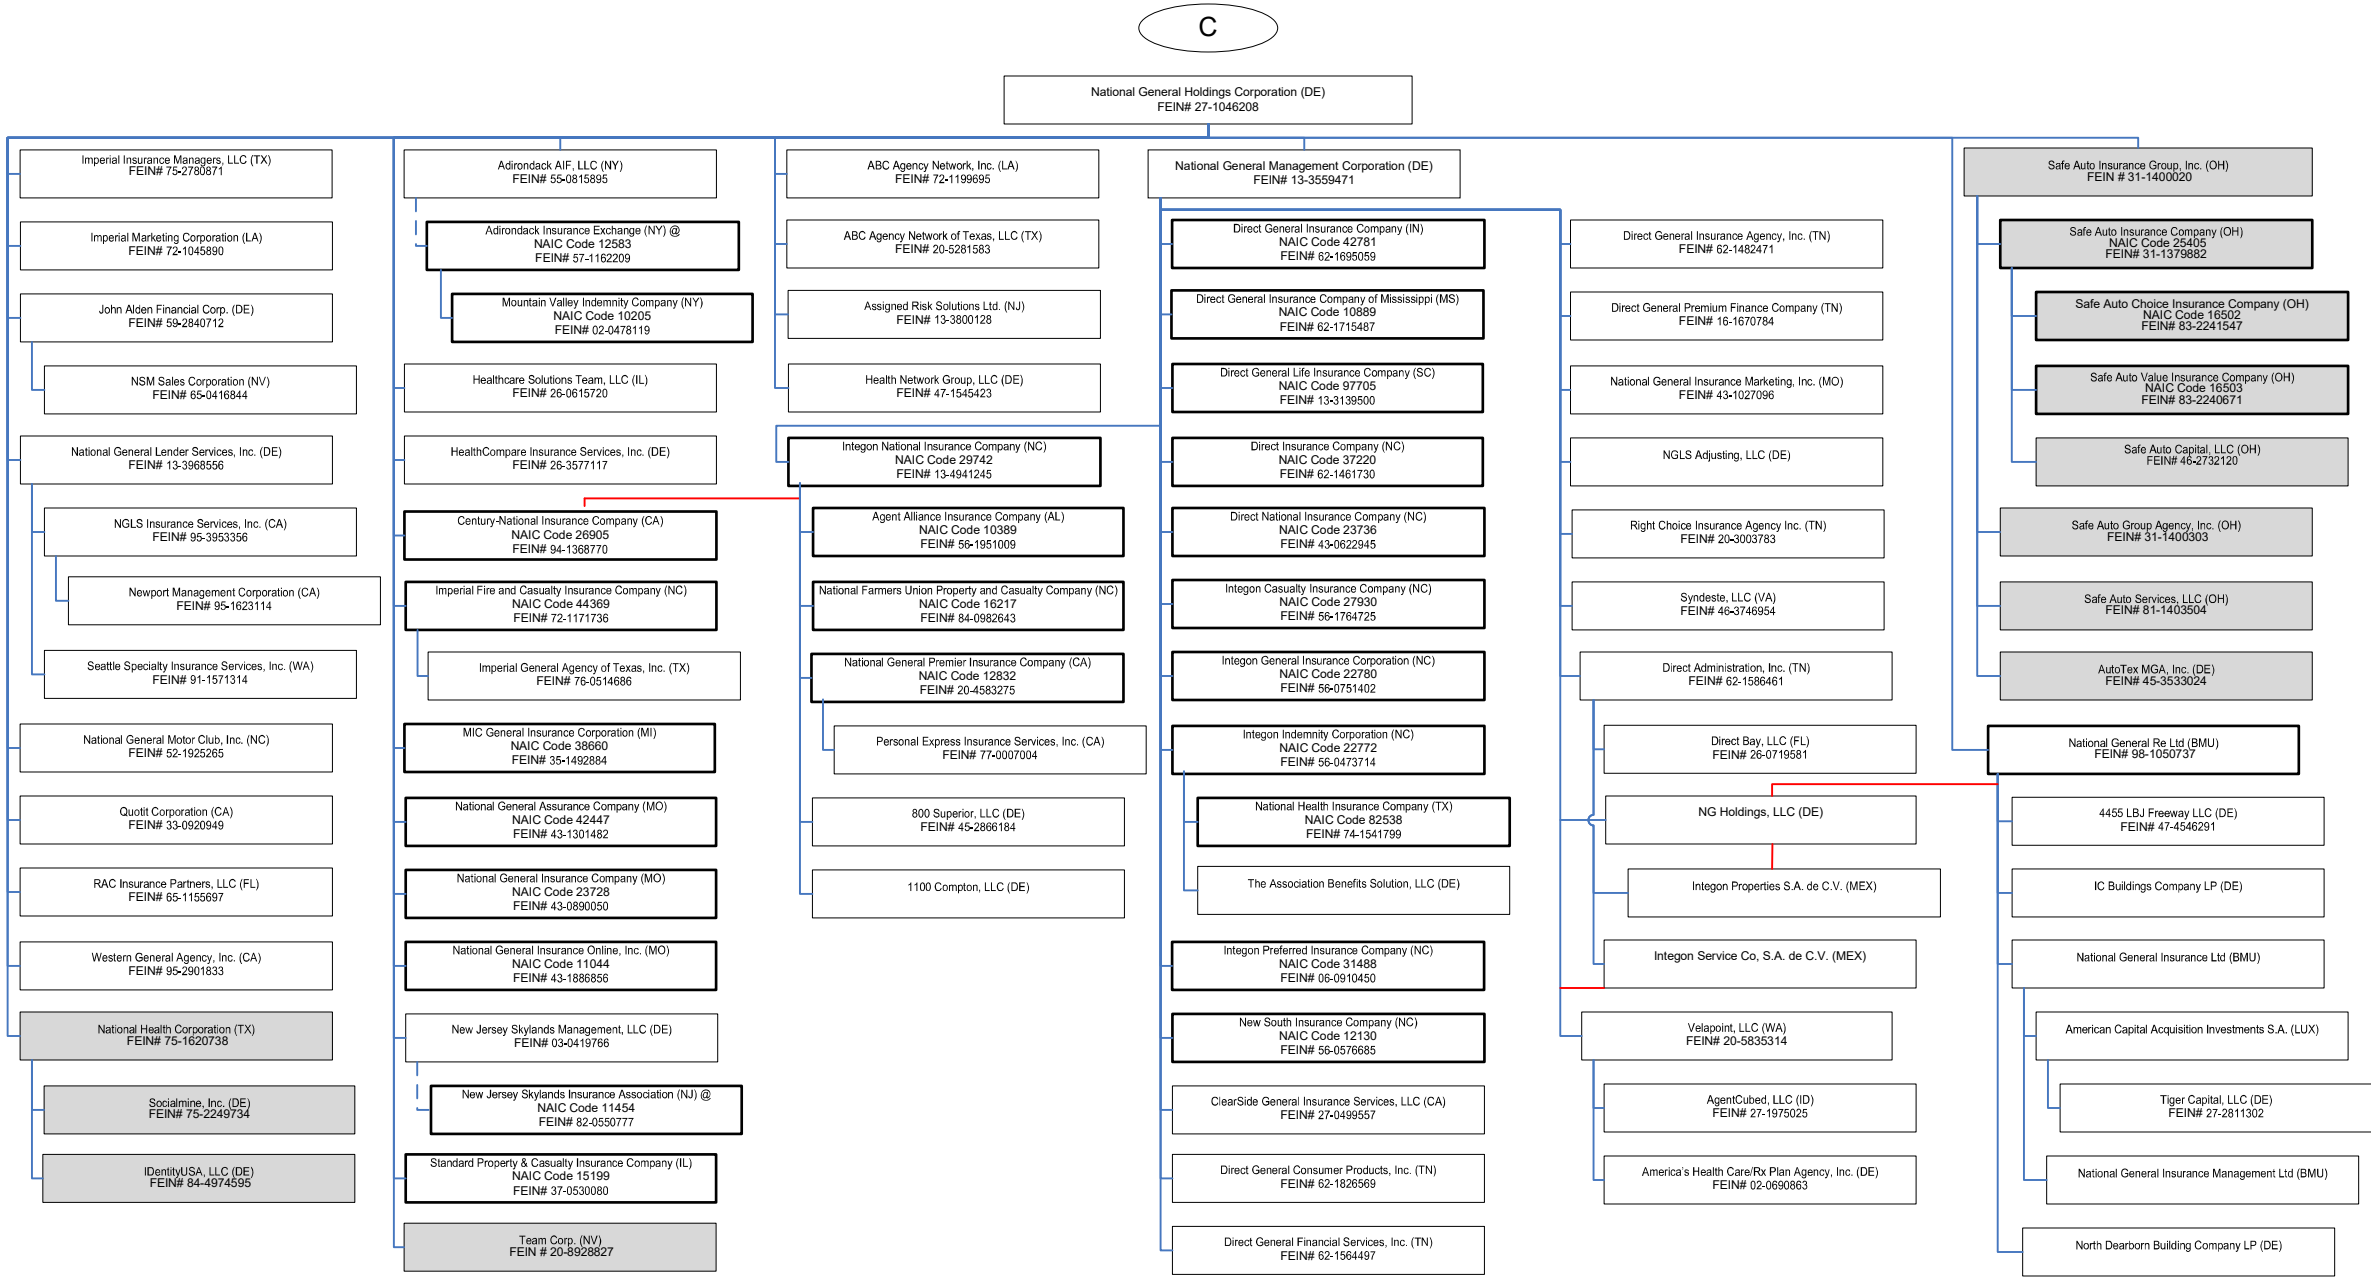 C
National General Holdings Corporation (DE)
FEIN# 27-1046208
Imperial Insurance Managers, LLC (TX)
FEIN# 75-2780871
Imperial Marketing Corporation (LA)
FEIN# 72-1045890
John Alden Financial Corp. (DE)
FEIN# 59-2840712
NSM Sales Corporation (NV)
FEIN# 65-0416844
National General Lender Services, Inc. (DE)
FEIN# 13-3968556
NGLS Insurance Services, Inc. (CA)
FEIN# 95-3953356
Newport Management Corporation (CA)
FEIN# 95-1623114
Seattle Specialty Insurance Services, Inc. (WA)
FEIN# 91-1571314
National General Motor Club, Inc. (NC)
FEIN# 52-1925265
Quotit Corporation (CA)
FEIN# 33-0920949
RAC Insurance Partners, LLC (FL)
FEIN# 65-1155697
Western General Agency, Inc. (CA)
FEIN# 95-2901833
National Health Corporation (TX)
FEIN# 75-1620738
Socialmine, Inc. (DE)
FEIN# 75-2249734
IDentityUSA, LLC (DE)
FEIN# 84-4974595
Adirondack AIF, LLC (NY)
FEIN# 55-0815895
Adirondack Insurance Exchange (NY) @
NAIC Code 12583
FEIN# 57-1162209
Mountain Valley Indemnity Company (NY)
NAIC Code 10205
FEIN# 02-0478119
Healthcare Solutions Team, LLC (IL)
FEIN# 26-0615720
HealthCompare Insurance Services, Inc. (DE)
FEIN# 26-3577117
Century-National Insurance Company (CA)
NAIC Code 26905
FEIN# 94-1368770
Imperial Fire and Casualty Insurance Company (NC)
NAIC Code 44369
FEIN# 72-1171736
Imperial General Agency of Texas, Inc. (TX)
FEIN# 76-0514686
MIC General Insurance Corporation (MI)
NAIC Code 38660
FEIN# 35-1492884
National General Assurance Company (MO)
NAIC Code 42447
FEIN# 43-1301482
National General Insurance Company (MO)
NAIC Code 23728
FEIN# 43-0890050
National General Insurance Online, Inc. (MO)
NAIC Code 11044
FEIN# 43-1886856
New Jersey Skylands Management, LLC (DE)
FEIN# 03-0419766
New Jersey Skylands Insurance Association (NJ) @
NAIC Code 11454
FEIN# 82-0550777
Standard Property & Casualty Insurance Company (IL)
NAIC Code 15199
FEIN# 37-0530080
Team Corp. (NV)
FEIN # 20-8928827
ABC Agency Network, Inc. (LA)
FEIN# 72-1199695
ABC Agency Network of Texas, LLC (TX)
FEIN# 20-5281583
Assigned Risk Solutions Ltd. (NJ)
FEIN# 13-3800128
Health Network Group, LLC (DE)
FEIN# 47-1545423
Integon National Insurance Company (NC)
NAIC Code 29742
FEIN# 13-4941245
Agent Alliance Insurance Company (AL)
NAIC Code 10389
FEIN# 56-1951009
National Farmers Union Property and Casualty Company (NC)
NAIC Code 16217
FEIN# 84-0982643
National General Premier Insurance Company (CA)
NAIC Code 12832
FEIN# 20-4583275
Personal Express Insurance Services, Inc. (CA)
FEIN# 77-0007004
800 Superior, LLC (DE)
FEIN# 45-2866184
1100 Compton, LLC (DE)
National General Management Corporation (DE)
FEIN# 13-3559471
Direct General Insurance Company (IN)
NAIC Code 42781
FEIN# 62-1695059
Direct General Insurance Company of Mississippi (MS)
NAIC Code 10889
FEIN# 62-1715487
Direct General Life Insurance Company (SC)
NAIC Code 97705
FEIN# 13-3139500
Direct Insurance Company (NC)
NAIC Code 37220
FEIN# 62-1461730
Direct National Insurance Company (NC)
NAIC Code 23736
FEIN# 43-0622945
Integon Casualty Insurance Company (NC)
NAIC Code 27930
FEIN# 56-1764725
Integon General Insurance Corporation (NC)
NAIC Code 22780
FEIN# 56-0751402
Integon Indemnity Corporation (NC)
NAIC Code 22772
FEIN# 56-0473714
National Health Insurance Company (TX)
NAIC Code 82538
FEIN# 74-1541799
The Association Benefits Solution, LLC (DE)
Integon Preferred Insurance Company (NC)
NAIC Code 31488
FEIN# 06-0910450
New South Insurance Company (NC)
NAIC Code 12130
FEIN# 56-0576685
ClearSide General Insurance Services, LLC (CA)
FEIN# 27-0499557
Direct General Consumer Products, Inc. (TN)
FEIN# 62-1826569
Direct General Financial Services, Inc. (TN)
FEIN# 62-1564497
Direct General Insurance Agency, Inc. (TN)
FEIN# 62-1482471
Direct General Premium Finance Company (TN)
FEIN# 16-1670784
National General Insurance Marketing, Inc. (MO)
FEIN# 43-1027096
NGLS Adjusting, LLC (DE)
Right Choice Insurance Agency Inc. (TN)
FEIN# 20-3003783
Syndeste, LLC (VA)
FEIN# 46-3746954
Direct Administration, Inc. (TN)
FEIN# 62-1586461
Direct Bay, LLC (FL)
FEIN# 26-0719581
NG Holdings, LLC (DE)
Integon Properties S.A. de C.V. (MEX)
Integon Service Co, S.A. de C.V. (MEX)
Velapoint, LLC (WA)
FEIN# 20-5835314
AgentCubed, LLC (ID)
FEIN# 27-1975025
America's Health Care/Rx Plan Agency, Inc. (DE)
FEIN# 02-0690863
Safe Auto Insurance Group, Inc. (OH)
FEIN # 31-1400020
Safe Auto Insurance Company (OH)
NAIC Code 25405
FEIN# 31-1379882
Safe Auto Choice Insurance Company (OH)
NAIC Code 16502
FEIN# 83-2241547
Safe Auto Value Insurance Company (OH)
NAIC Code 16503
FEIN# 83-2240671
Safe Auto Capital, LLC (OH)
FEIN# 46-2732120
Safe Auto Group Agency, Inc. (OH)
FEIN# 31-1400303
Safe Auto Services, LLC (OH)
FEIN# 81-1403504
AutoTex MGA, Inc. (DE)
FEIN# 45-3533024
National General Re Ltd (BMU)
FEIN# 98-1050737
4455 LBJ Freeway LLC (DE)
FEIN# 47-4546291
IC Buildings Company LP (DE)
National General Insurance Ltd (BMU)
American Capital Acquisition Investments S.A. (LUX)
Tiger Capital, LLC (DE)
FEIN# 27-2811302
National General Insurance Management Ltd (BMU)
North Dearborn Building Company LP (DE)